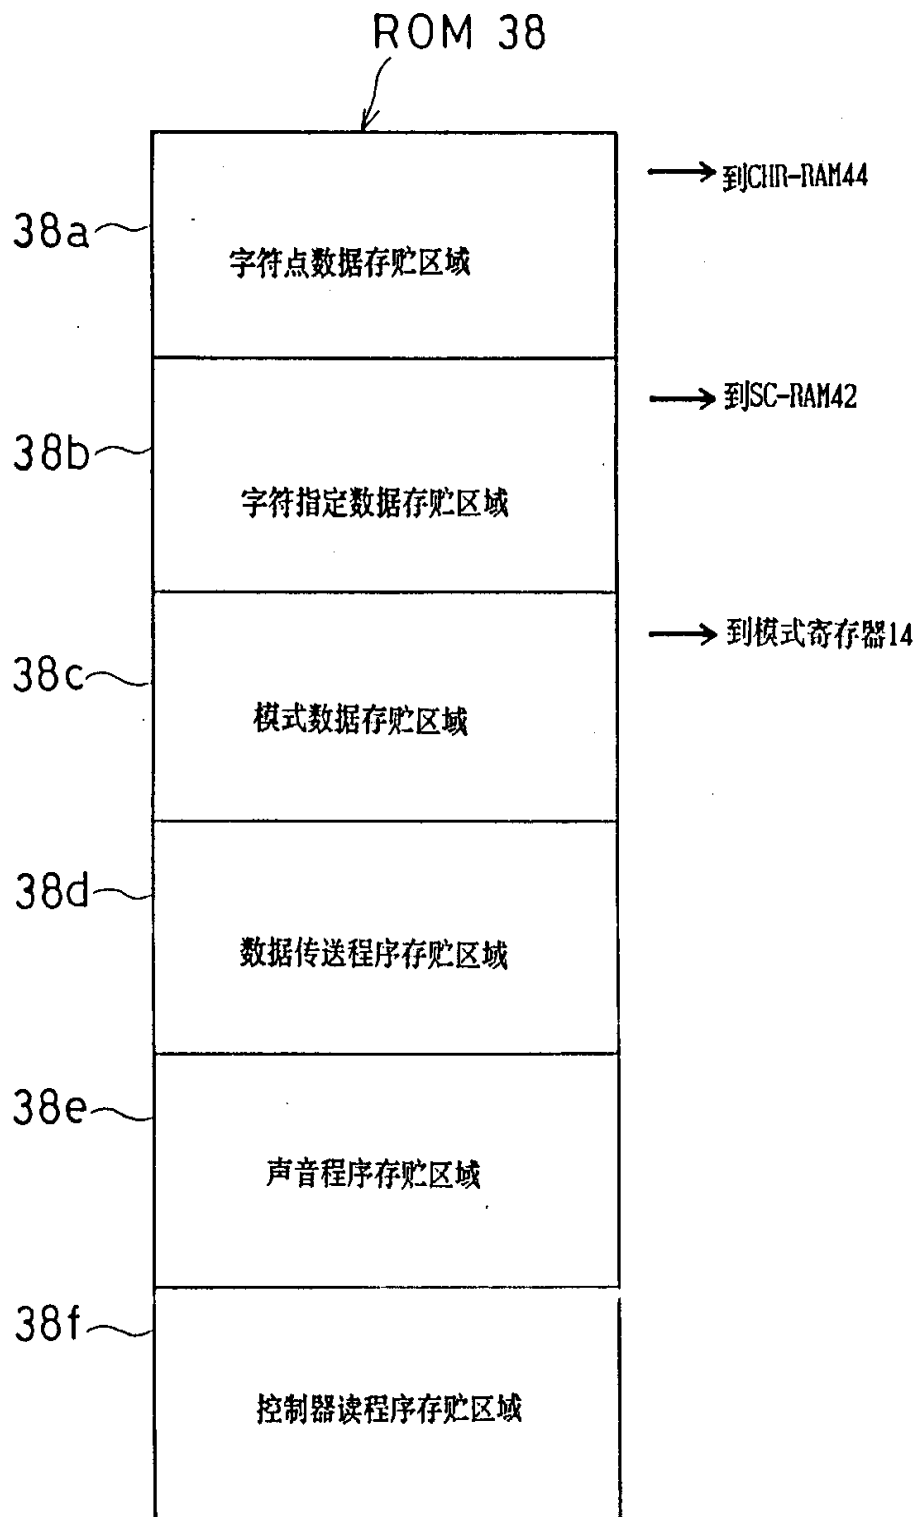 ROM 38
到CHR-RAM44
38a
字符点数据存贮区域
到SC-RAM42
38b
字符指定数据存贮区域
到模式寄存器14
38c
模式数据存贮区域
38d
数据传送程序存贮区域
38e
声音程序存贮区域
38f
控制器读程序存贮区域